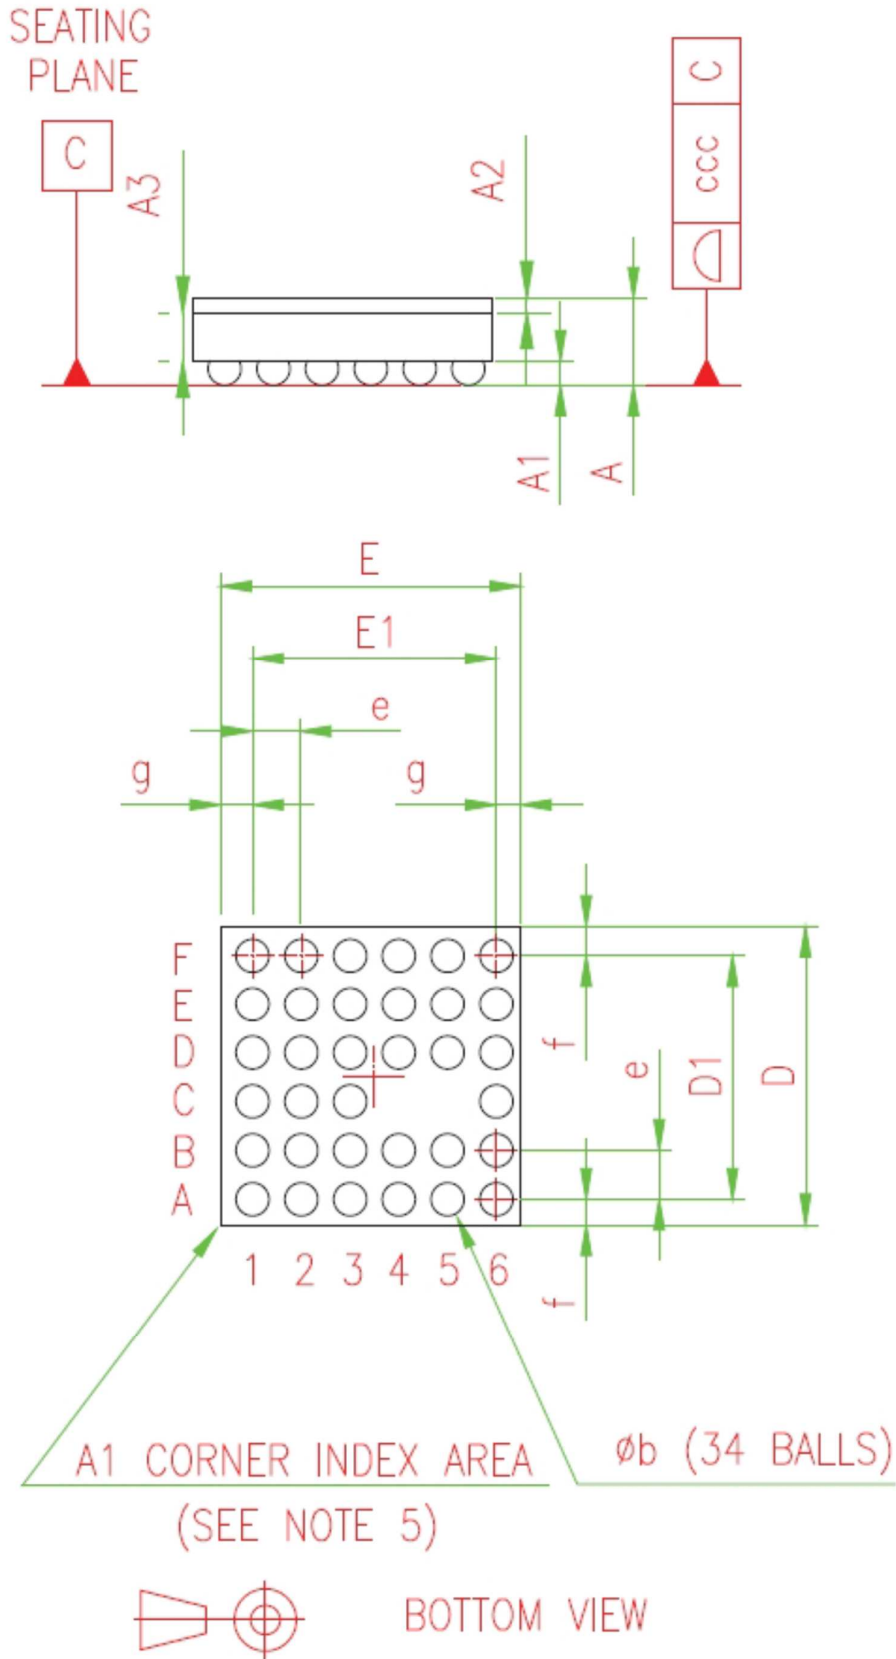 SEATING
PLANE
C
A3
A2
C
ccc
A1
A
E
E1
e
g
g
F
E
D
C
B
A
f
e
D1
D
f
1 2 3 4 5 6
A1 CORNER INDEX AREA
(SEE NOTE 5)
øb (34 BALLS)
BOTTOM VIEW